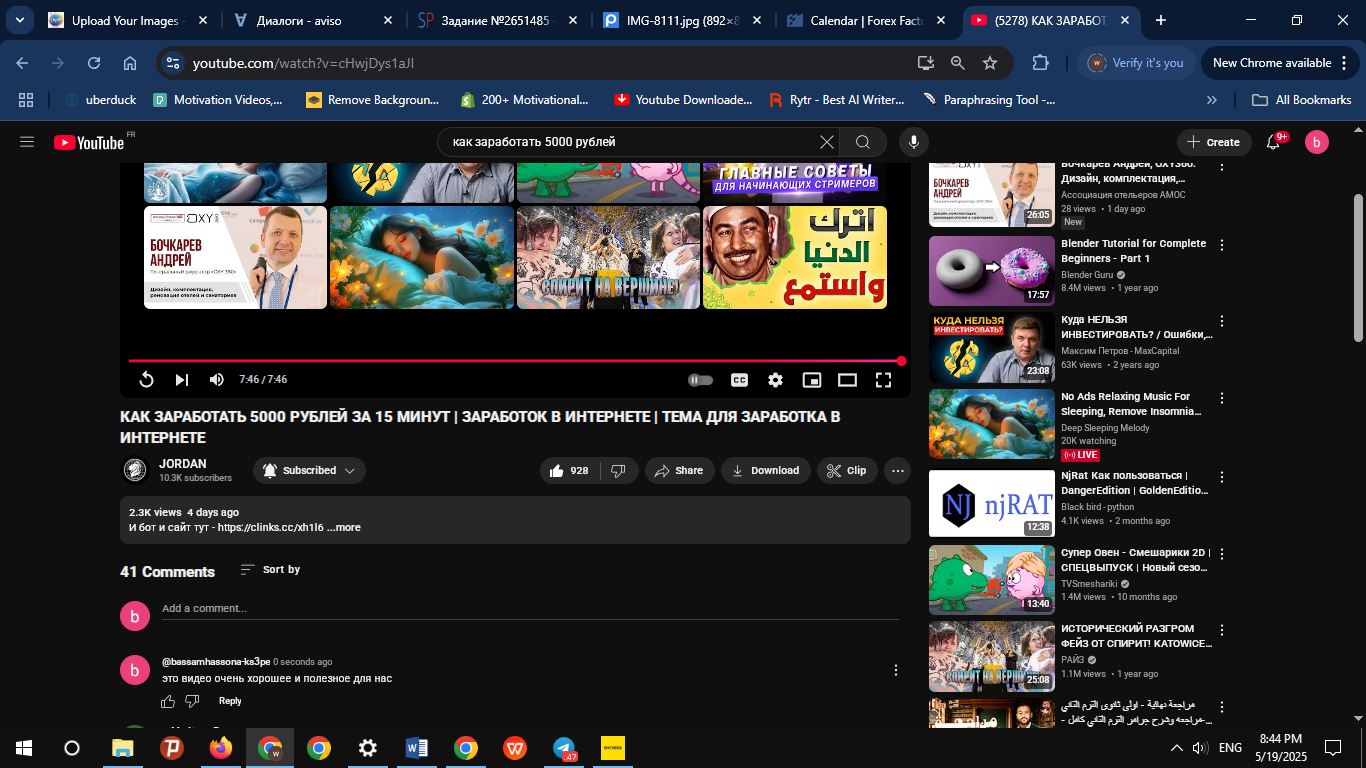 Upload Your Images -
Диалоги - aviso
Задание №2651485 -
IMG-8111.jpg (892×8
Calendar | Forex Fact
(5278) КАК ЗАРАБОТ
youtube.com/watch?v=cHwjDys1aJI
Verify it's you
New Chrome available
uberduck
Motivation Videos,...
Remove Backgroun...
200+ Motivational...
Youtube Downloade...
Rytr - Best AI Writer...
Paraphrasing Tool -...
All Bookmarks
YouTube FR
как заработать 5000 рублей
Create
9+
b
ГЛАВНЫЕ СОВЕТЫ
ДЛЯ НАЧИНАЮЩИХ СТРИМЕРОВ
OXY
БОЧКАРЕВ
АНДРЕЙ
Генеральный директор «OXY 360»
Дизайн, комплектация,
реновация отелей и санаториев
СПИРИТ НА ВЕРШИНЕ!
اترك
الدنيا
واستمع
7:46 / 7:46
CC
КАК ЗАРАБОТАТЬ 5000 РУБЛЕЙ ЗА 15 МИНУТ | ЗАРАБОТОК В ИНТЕРНЕТЕ | ТЕМА ДЛЯ ЗАРАБОТКА В
ИНТЕРНЕТЕ
JORDAN
10.3K subscribers
Subscribed
928
Share
Download
Clip
2.3K views 4 days ago
И бот и сайт тут - https://clinks.cc/xh1l6 ...more
41 Comments
Sort by
b
Add a comment...
b
@bassamhassona-ks3pe 0 seconds ago
это видео очень хорошее и полезное для нас
Reply
БОЧКАРЕВ
АНДРЕЙ
26:05
Бочкарев Андрей, OXY360.
Дизайн, комплектация,...
Ассоциация отельеров АМОС
28 views • 1 day ago
New
17:57
Blender Tutorial for Complete
Beginners - Part 1
Blender Guru
8.4M views • 1 year ago
КУДА НЕЛЬЗЯ
ИНВЕСТИРОВАТЬ?
23:08
Куда НЕЛЬЗЯ
ИНВЕСТИРОВАТЬ? / Ошибки,...
Максим Петров - MaxCapital
63K views • 2 years ago
No Ads Relaxing Music For
Sleeping, Remove Insomnia...
Deep Sleeping Melody
20K watching
LIVE
NJ njRAT
12:38
NjRat Как пользоваться |
DangerEdition | GoldenEditio...
Black bird - python
4.1K views • 2 months ago
13:40
Супер Овен - Смешарики 2D |
СПЕЦВЫПУСК | Новый сезо...
TVSmeshariki
1.4M views • 10 months ago
СПИРИТ НА ВЕРШИНЕ!
25:08
ИСТОРИЧЕСКИЙ РАЗГРОМ
ФЕЙЗ ОТ СПИРИТ! KATOWICE...
РАЙЗ
1.1M views • 1 year ago
مراجعة نهائية - اولى ثانوى الترم الثاني
-مراجعه وشرح جرامر الترم الثاني كامل -...
47
exness
ENG
8:44 PM
5/19/2025